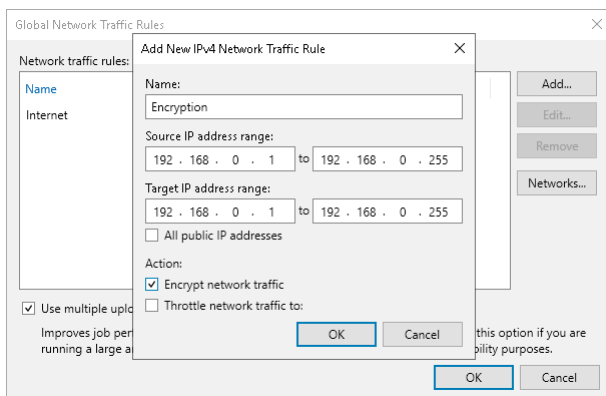 Global Network Traffic Rules
Add New IPv4 Network Traffic Rule
Network traffic rules:
Name
Internet
Name:
Encryption
Source IP address range:
192 . 168 . 0 . 1 to 192 . 168 . 0 . 255
Target IP address range:
192 . 168 . 0 . 1 to 192 . 168 . 0 . 255
All public IP addresses
Action:
Encrypt network traffic
Throttle network traffic to:
OK Cancel
Add...
Edit...
Remove
Networks...
Use multiple
Improves job this option if you are
running a large purposes.
OK Cancel